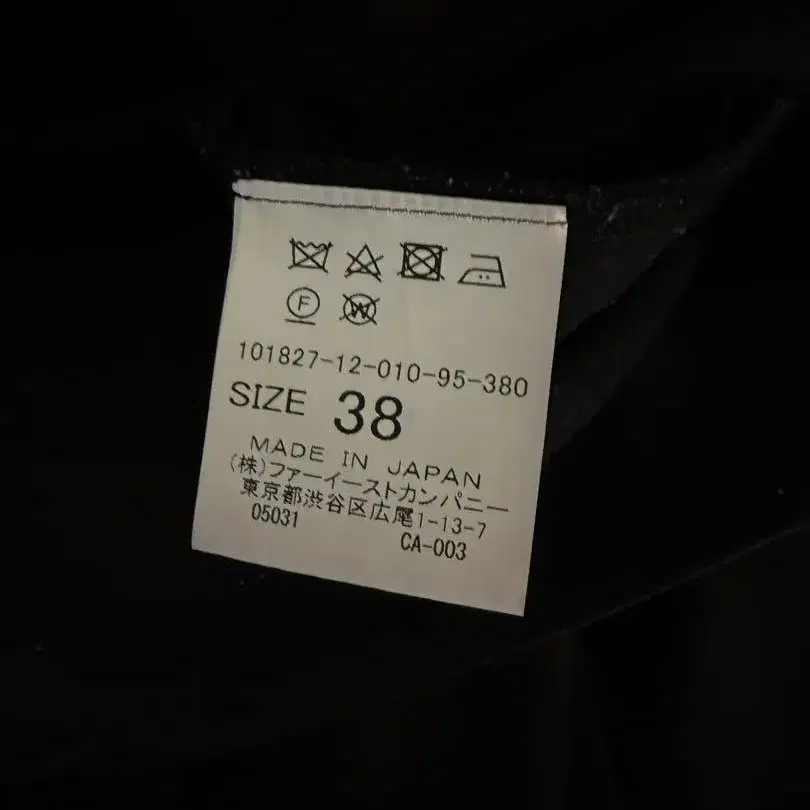 F W
101827-12-010-95-380
SIZE 38
MADE IN JAPAN
(株)ファーイーストカンパニー
東京都渋谷区広尾1-13-7
05031 CA-003